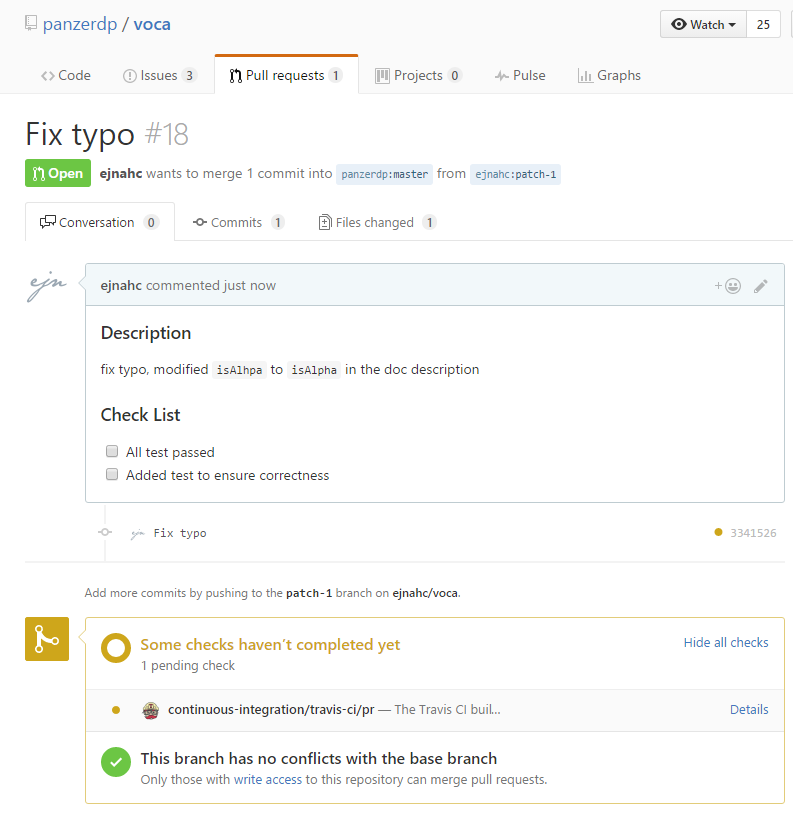 panzerdp / voca
Watch 25
Code Issues 3 Pull requests 1 Projects 0 Pulse Graphs
Fix typo #18
Open ejnahc wants to merge 1 commit into panzerdp:master from ejnahc:patch-1
Conversation 0 Commits 1 Files changed 1
ejn ejnahc commented just now
Description
fix typo, modified isAlhpa to isAlpha in the doc description
Check List
All test passed
Added test to ensure correctness
ejn Fix typo 3341526
Add more commits by pushing to the patch-1 branch on ejnahc/voca.
Some checks haven't completed yet Hide all checks
1 pending check
continuous-integration/travis-ci/pr — The Travis CI buil... Details
This branch has no conflicts with the base branch
Only those with write access to this repository can merge pull requests.